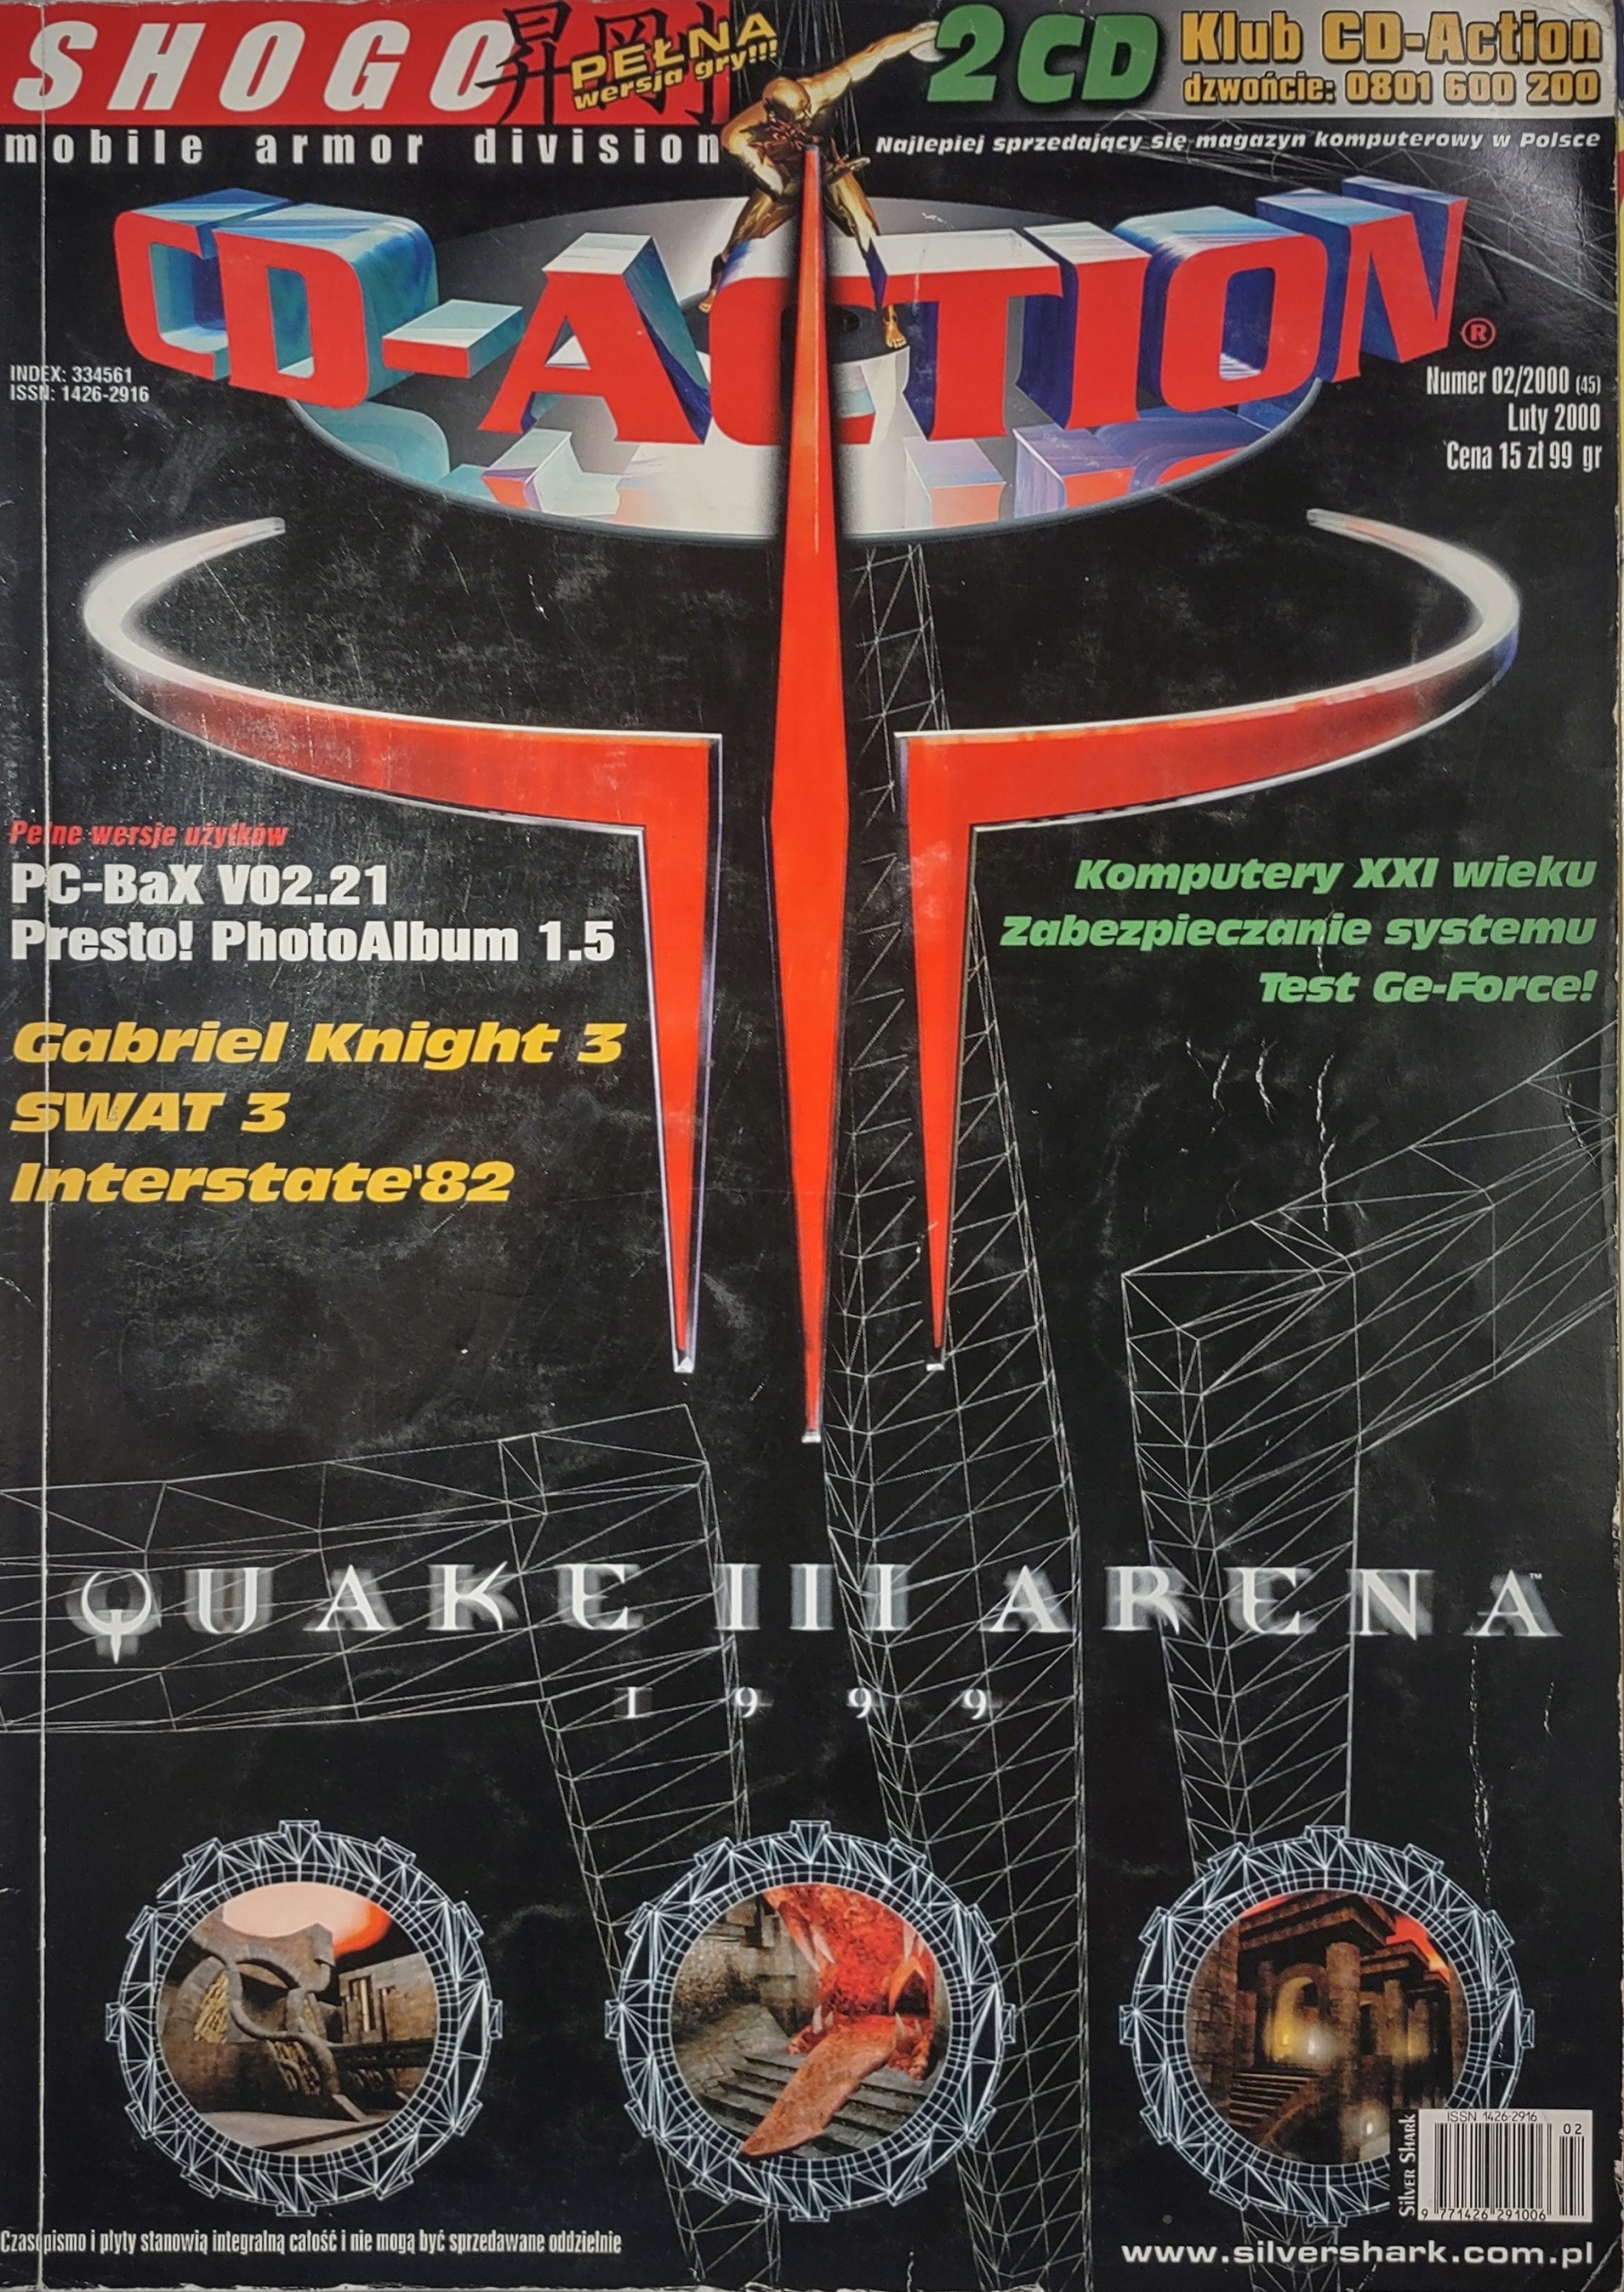 SHOGO 昇剛
PEŁNA
wersja gry!!!
mobile armor division
2 CD
Klub CD-Action
dzwońcie: 0801 600 200
Najlepiej sprzedający się magazyn komputerowy w Polsce
CD-ACTION®
INDEX: 334561
ISSN: 1426-2916
Numer 02/2000 (45)
Luty 2000
Cena 15 zł 99 gr
Pełne wersje użytków
PC-BaX V02.21
Presto! PhotoAlbum 1.5
Gabriel Knight 3
SWAT 3
Interstate'82
Komputery XXI wieku
Zabezpieczanie systemu
Test Ge-Force!
QUAKE III ARENA™
1999
Silver Shark
ISSN 1426-2916
02
9 771426 291006
Czasopismo i płyty stanowią integralną całość i nie mogą być sprzedawane oddzielnie
www.silvershark.com.pl